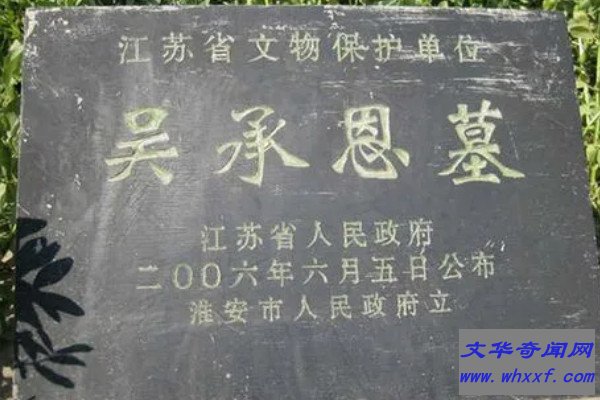 江苏省文物保护单位
吴承恩墓
江苏省人民政府
二〇〇六年六月五日公布
淮安市人民政府立
文华奇闻网
www.whxxf.com